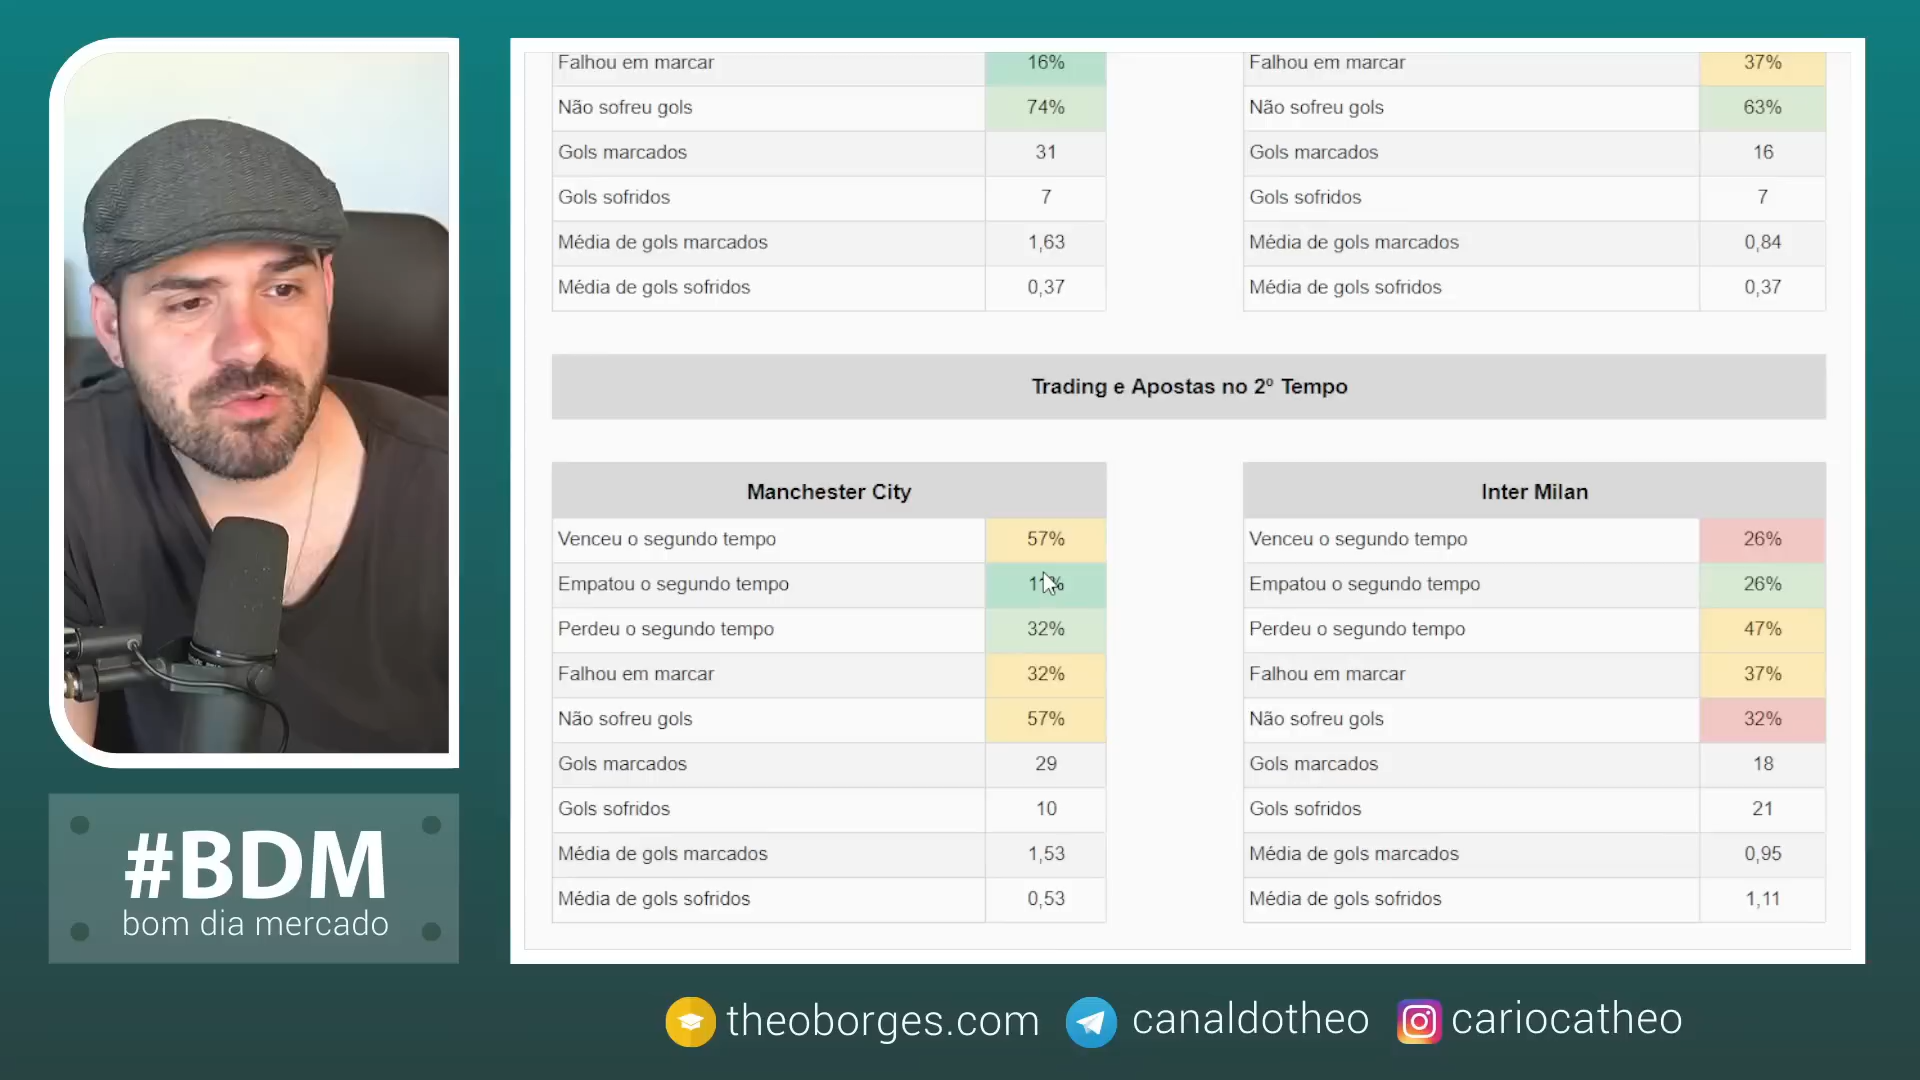 Falhou em marcar 16%
Não sofreu gols 74%
Gols marcados 31
Gols sofridos 7
Média de gols marcados 1,63
Média de gols sofridos 0,37
Falhou em marcar 37%
Não sofreu gols 63%
Gols marcados 16
Gols sofridos 7
Média de gols marcados 0,84
Média de gols sofridos 0,37
Trading e Apostas no 2º Tempo
Manchester City
Venceu o segundo tempo 57%
Empatou o segundo tempo 11%
Perdeu o segundo tempo 32%
Falhou em marcar 32%
Não sofreu gols 57%
Gols marcados 29
Gols sofridos 10
Média de gols marcados 1,53
Média de gols sofridos 0,53
Inter Milan
Venceu o segundo tempo 26%
Empatou o segundo tempo 26%
Perdeu o segundo tempo 47%
Falhou em marcar 37%
Não sofreu gols 32%
Gols marcados 18
Gols sofridos 21
Média de gols marcados 0,95
Média de gols sofridos 1,11
#BDM
bom dia mercado
theoborges.com canaldotheo cariocatheo